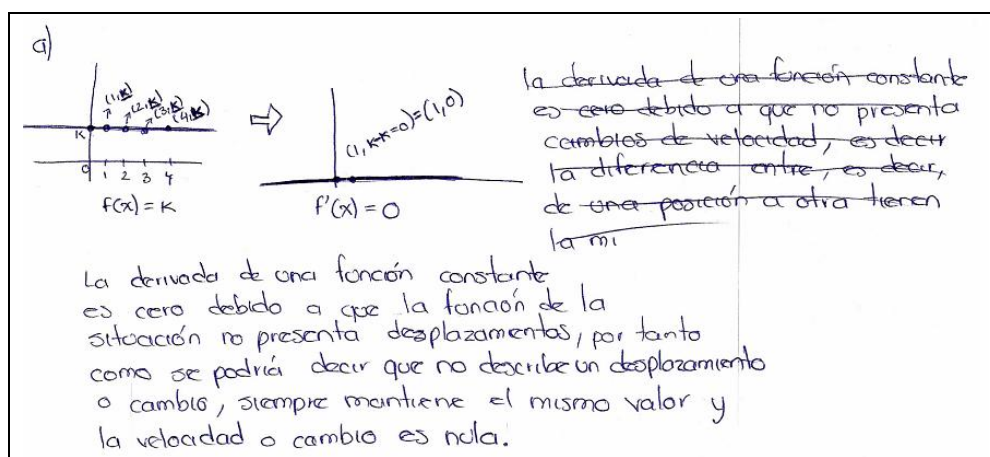 a)
(1,K)
(2,K)
(3,K)
(4,K)
K
0 1 2 3 4
f(x) = K
⇨
(1, K-K=0)=(1,0)
f'(x) = 0
la derivada de una función constante
es cero debido a que no presenta
cambios de velocidad, es decir
la diferencia entre, es decir,
de una posición a otra tienen
la mi
La derivada de una función constante
es cero debido a que la función de la
situación no presenta desplazamientos, por tanto
como se podría decir que no describe un desplazamiento
o cambio, siempre mantiene el mismo valor y
la velocidad o cambio es nula.